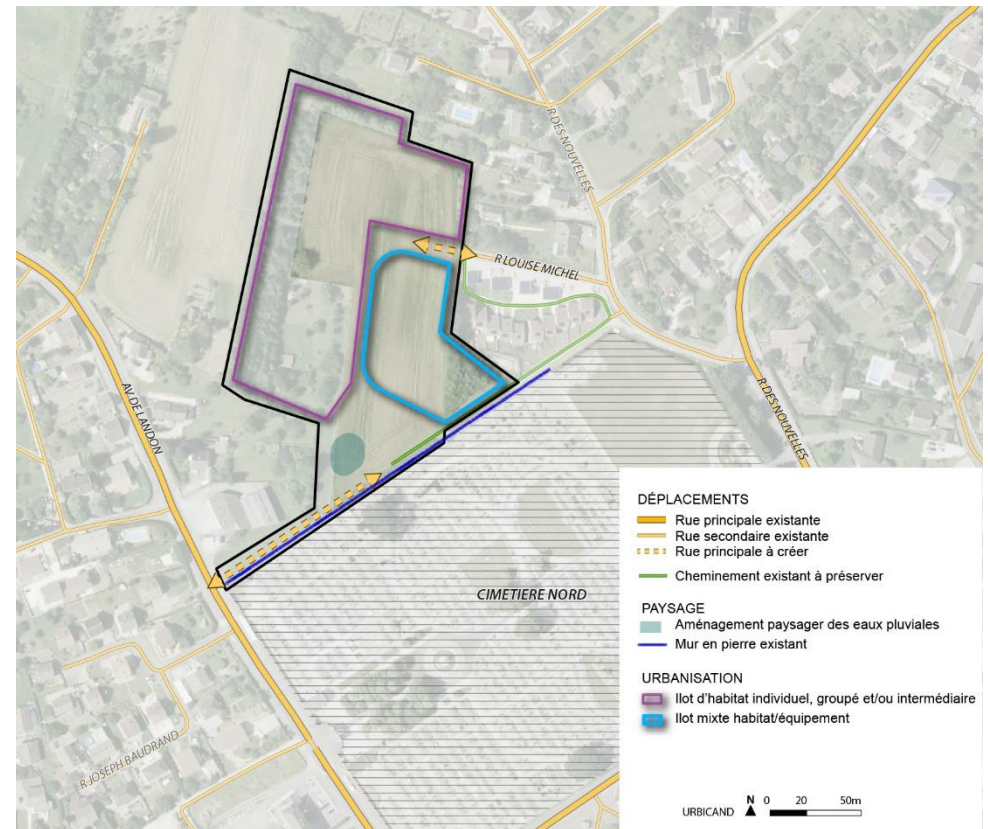 R DES NOUVELLES
R LOUISE MICHEL
AV. DE LANDON
R DES NOUVELLES
CIMETIERE NORD
R JOSEPH BAUDRAND
DÉPLACEMENTS
Rue principale existante
Rue secondaire existante
Rue principale à créer
Cheminement existant à préserver
PAYSAGE
Aménagement paysager des eaux pluviales
Mur en pierre existant
URBANISATION
Ilot d'habitat individuel, groupé et/ou intermédiaire
Ilot mixte habitat/équipement
URBICAND N 0 20 50m